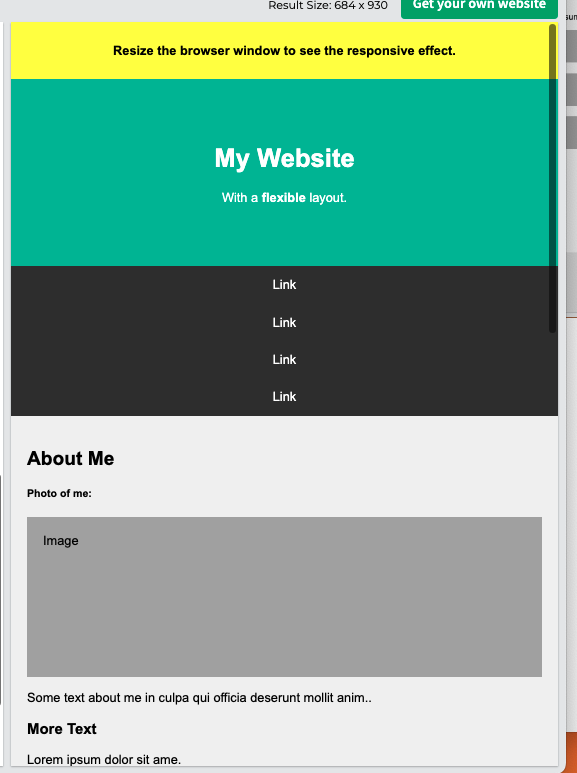 Result Size: 684 x 930
Get your own website
Resize the browser window to see the responsive effect.
My Website
With a flexible layout.
Link
Link
Link
Link
About Me
Photo of me:
Image
Some text about me in culpa qui officia deserunt mollit anim..
More Text
Lorem ipsum dolor sit ame.